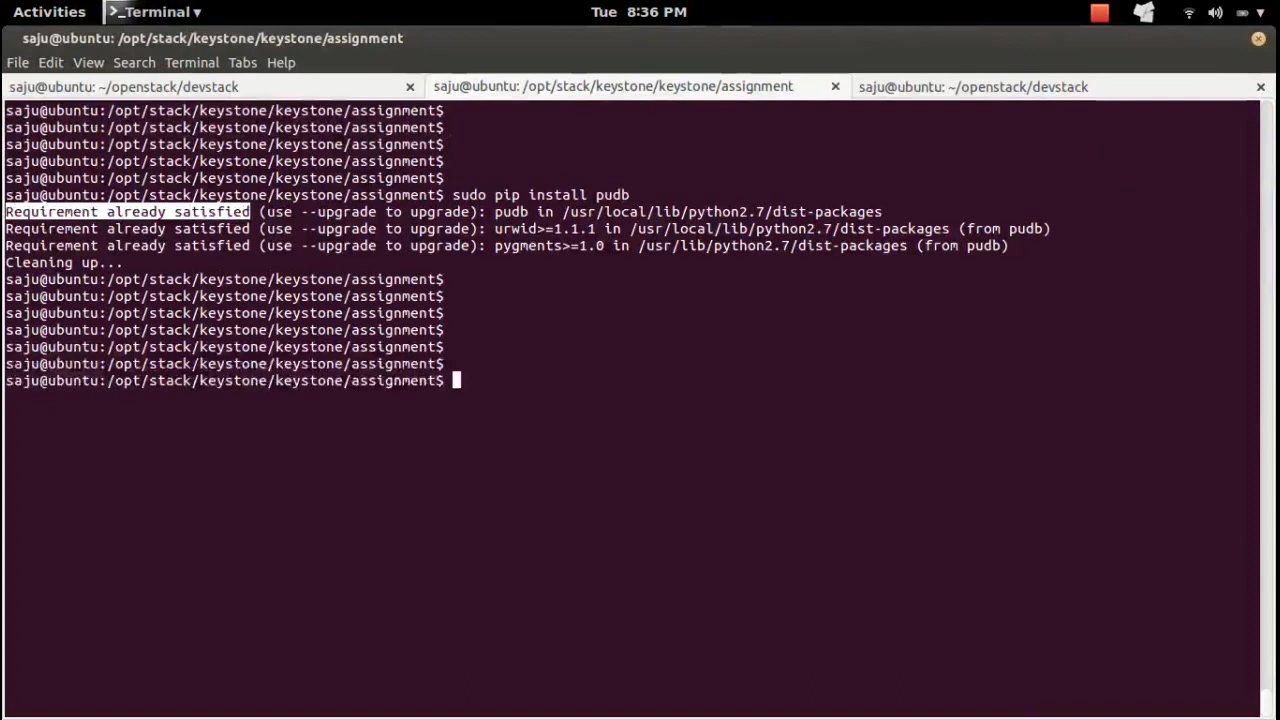 Activities Terminal Tue 8:36 PM
saju@ubuntu: /opt/stack/keystone/keystone/assignment
File Edit View Search Terminal Tabs Help
saju@ubuntu: ~/openstack/devstack saju@ubuntu: /opt/stack/keystone/keystone/assignment saju@ubuntu: ~/openstack/devstack
saju@ubuntu:/opt/stack/keystone/keystone/assignment$
saju@ubuntu:/opt/stack/keystone/keystone/assignment$
saju@ubuntu:/opt/stack/keystone/keystone/assignment$
saju@ubuntu:/opt/stack/keystone/keystone/assignment$
saju@ubuntu:/opt/stack/keystone/keystone/assignment$
saju@ubuntu:/opt/stack/keystone/keystone/assignment$ sudo pip install pudb
Requirement already satisfied (use --upgrade to upgrade): pudb in /usr/local/lib/python2.7/dist-packages
Requirement already satisfied (use --upgrade to upgrade): urwid>=1.1.1 in /usr/local/lib/python2.7/dist-packages (from pudb)
Requirement already satisfied (use --upgrade to upgrade): pygments>=1.0 in /usr/lib/python2.7/dist-packages (from pudb)
Cleaning up...
saju@ubuntu:/opt/stack/keystone/keystone/assignment$
saju@ubuntu:/opt/stack/keystone/keystone/assignment$
saju@ubuntu:/opt/stack/keystone/keystone/assignment$
saju@ubuntu:/opt/stack/keystone/keystone/assignment$
saju@ubuntu:/opt/stack/keystone/keystone/assignment$
saju@ubuntu:/opt/stack/keystone/keystone/assignment$
saju@ubuntu:/opt/stack/keystone/keystone/assignment$